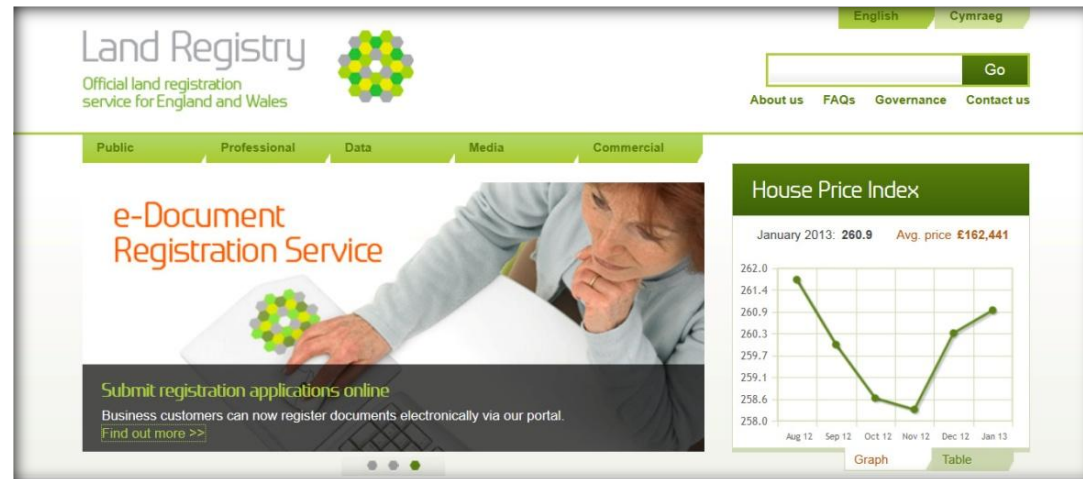 English Cymraeg
Land Registry
Official land registration
service for England and Wales
Go
About us FAQs Governance Contact us
Public Professional Data Media Commercial
e-Document
Registration Service
Submit registration applications online
Business customers can now register documents electronically via our portal.
Find out more >>
House Price Index
January 2013: 260.9 Avg. price £162,441
262.0
261.4
260.9
260.3
259.7
259.1
258.6
258.0
Aug 12 Sep 12 Oct 12 Nov 12 Dec 12 Jan 13
Graph Table